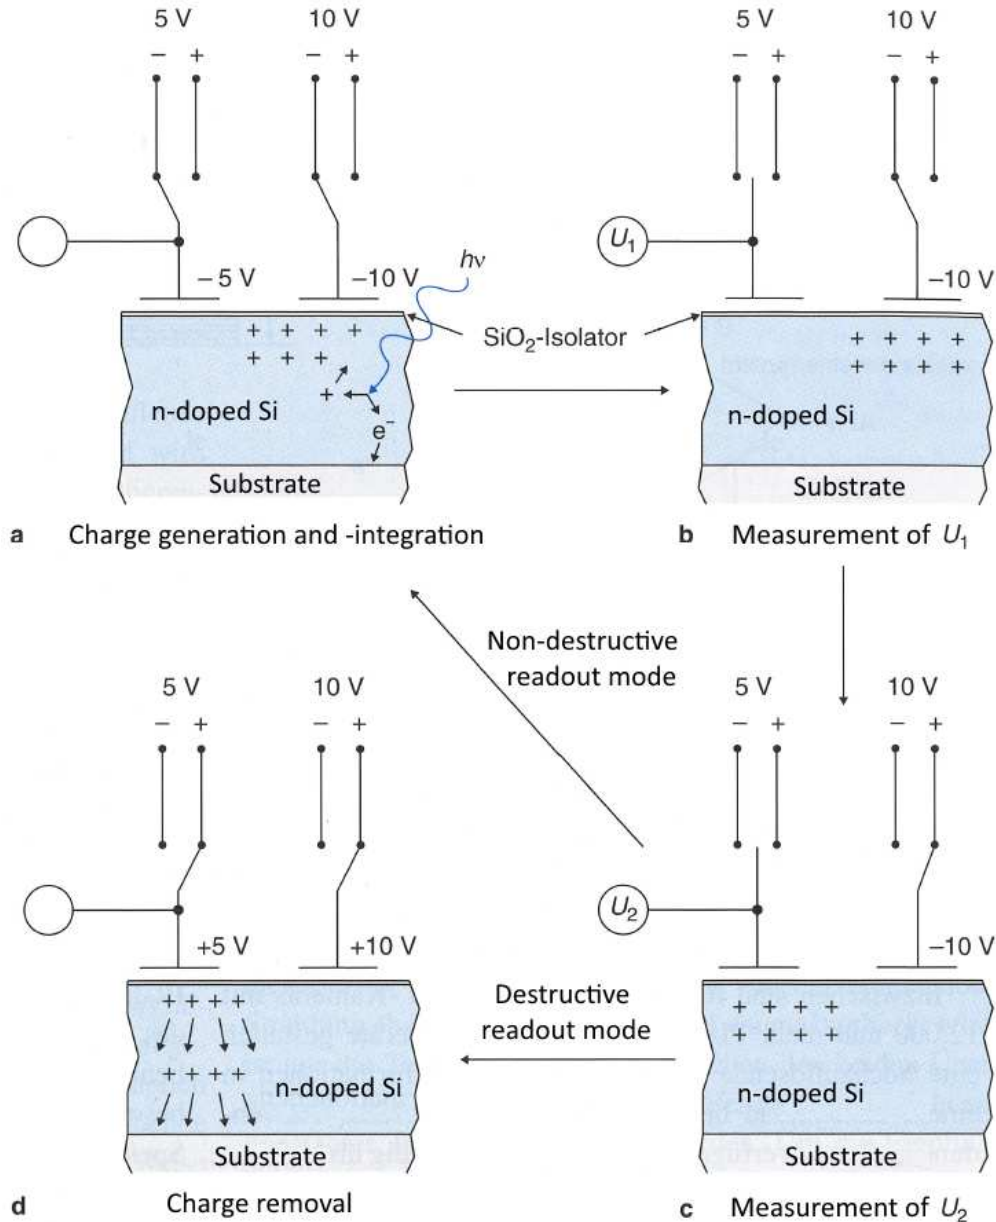 5 V 10 V
− + − +
− 5 V −10 V
hν
+ + + +
+ + +
+
e⁻
n-doped Si
Substrate
a Charge generation and -integration
SiO₂-Isolator
5 V 10 V
− + − +
U₁
−10 V
+ + + +
+ + + +
n-doped Si
Substrate
b Measurement of U₁
Non-destructive
readout mode
5 V 10 V
− + − +
U₂
−10 V
+ + + +
+ + + +
n-doped Si
Substrate
c Measurement of U₂
Destructive
readout mode
5 V 10 V
− + − +
+5 V +10 V
+ + + +
+ + + +
n-doped Si
Substrate
d Charge removal